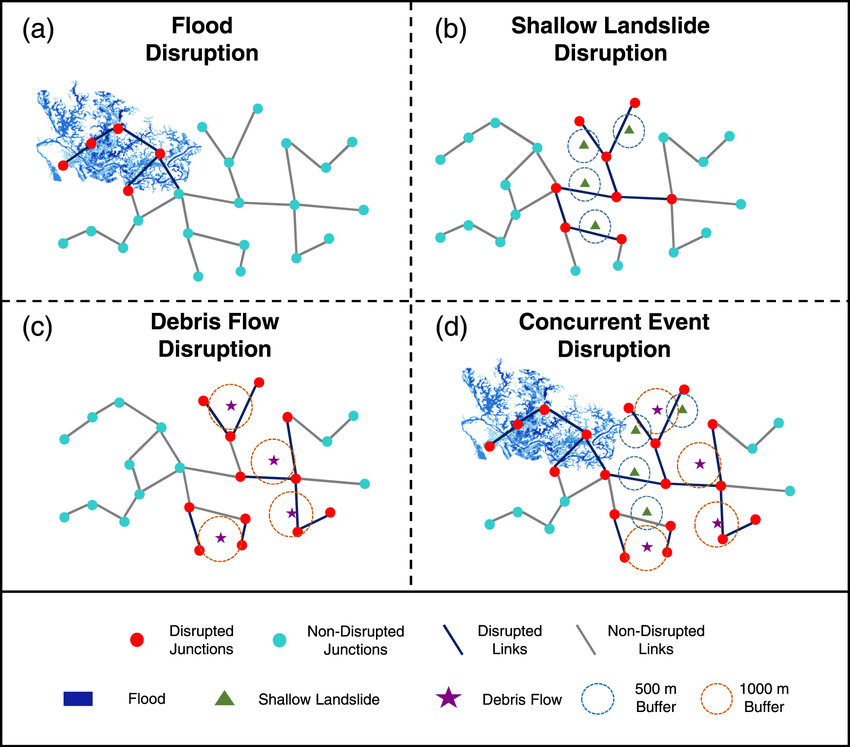 (a)
Flood
Disruption
(b)
Shallow Landslide
Disruption
(c)
Debris Flow
Disruption
(d)
Concurrent Event
Disruption
Disrupted
Junctions
Non-Disrupted
Junctions
Disrupted
Links
Non-Disrupted
Links
Flood
Shallow Landslide
Debris Flow
500 m
Buffer
1000 m
Buffer